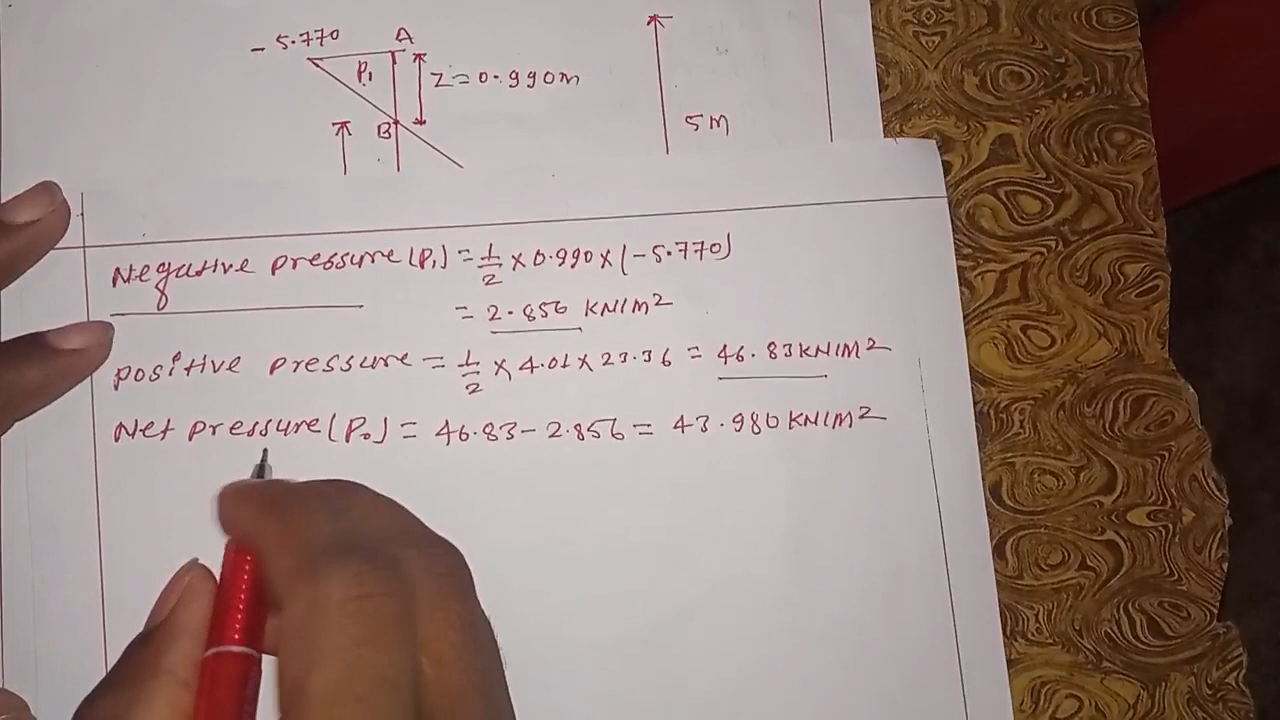 - 5.770 A
P₁ Z = 0.990m
B 5M
Negative pressure (P₁) = 1/2 × 0.990 × (-5.770)
= 2.856 KN/M²
positive pressure = 1/2 × 4.01 × 23.36 = 46.83 KN/M²
Net pressure (P₀) = 46.83 - 2.856 = 43.980 KN/M²